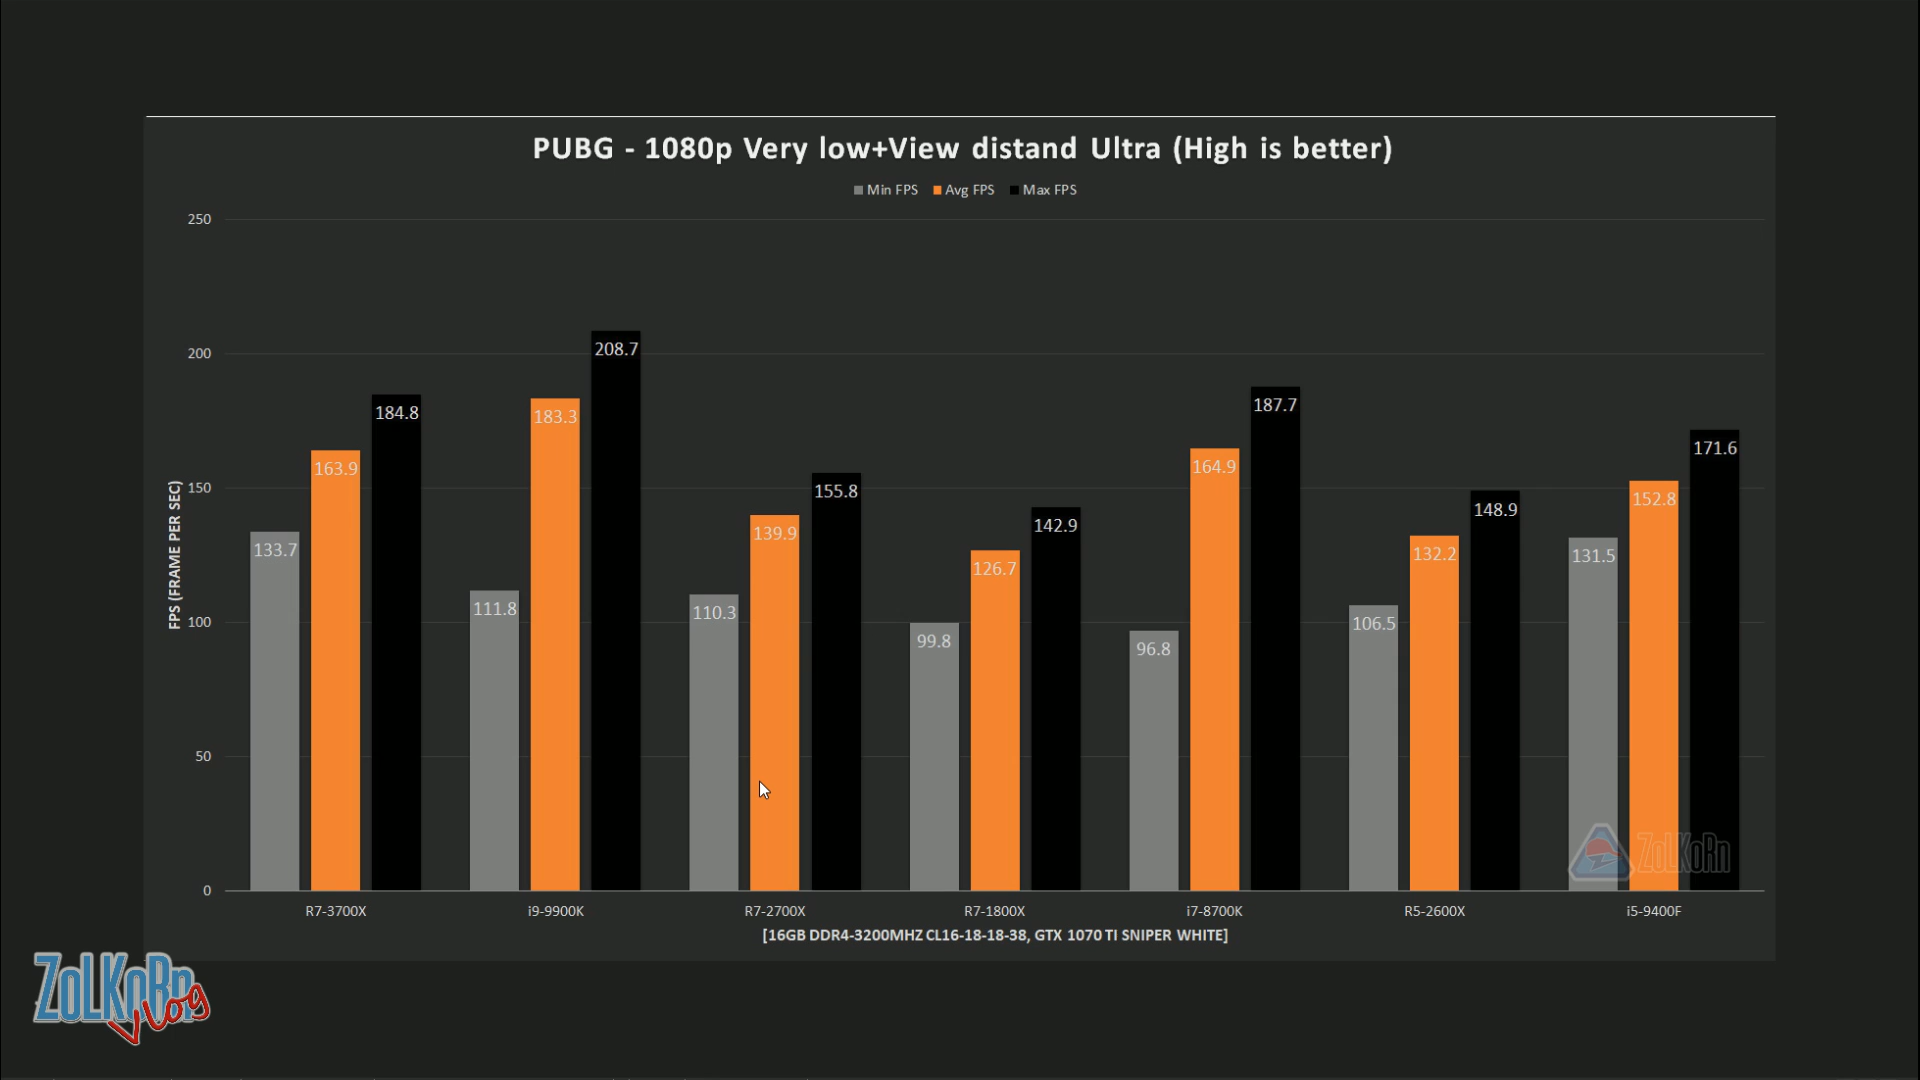 PUBG - 1080p Very low+View distand Ultra (High is better)
Min FPS Avg FPS Max FPS
250
200
150
100
50
0
FPS (FRAME PER SEC)
133.7 163.9 184.8
111.8 183.3 208.7
110.3 139.9 155.8
99.8 126.7 142.9
96.8 164.9 187.7
106.5 132.2 148.9
131.5 152.8 171.6
R7-3700X i9-9900K R7-2700X R7-1800X i7-8700K R5-2600X i5-9400F
[16GB DDR4-3200MHZ CL16-18-18-38, GTX 1070 TI SNIPER WHITE]
ZoLKoRn
ZoLKoRn
Vlog